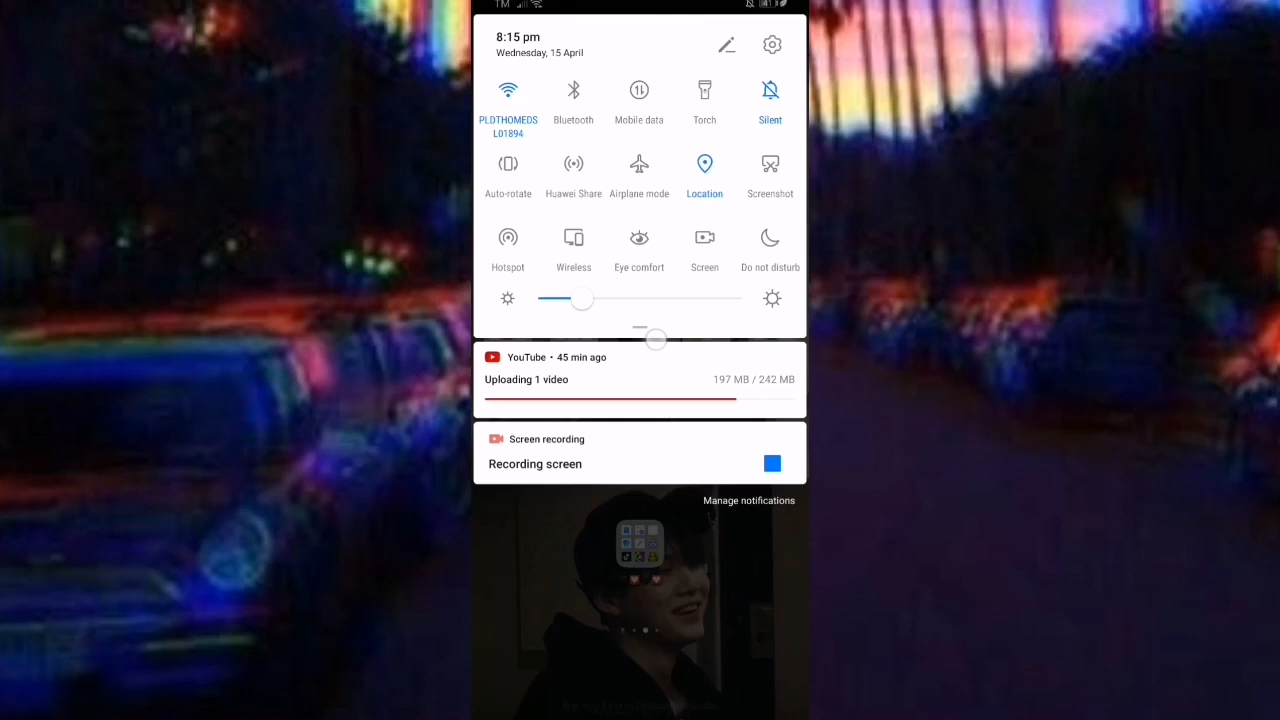 TM
41
8:15 pm
Wednesday, 15 April
PLDTHOMEDS
L01894
Bluetooth
Mobile data
Torch
Silent
Auto-rotate
Huawei Share
Airplane mode
Location
Screenshot
Hotspot
Wireless
Eye comfort
Screen
Do not disturb
YouTube • 45 min ago
Uploading 1 video
197 MB / 242 MB
Screen recording
Recording screen
Manage notifications